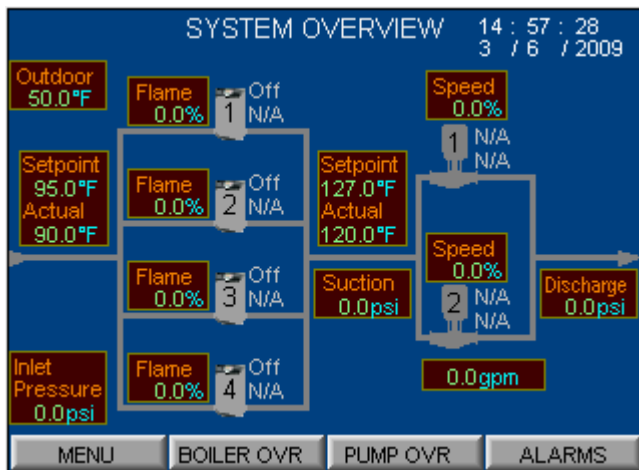 SYSTEM OVERVIEW
14 : 57 : 28
3 / 6 / 2009
Outdoor
50.0°F
Flame
0.0%
1
Off
N/A
Speed
0.0%
1
N/A
N/A
Setpoint
95.0°F
Actual
90.0°F
Flame
0.0%
2
Off
N/A
Setpoint
127.0°F
Actual
120.0°F
Flame
0.0%
3
Off
N/A
Suction
0.0psi
Speed
0.0%
2
N/A
N/A
Discharge
0.0psi
Inlet
Pressure
0.0psi
Flame
0.0%
4
Off
N/A
0.0gpm
MENU
BOILER OVR
PUMP OVR
ALARMS